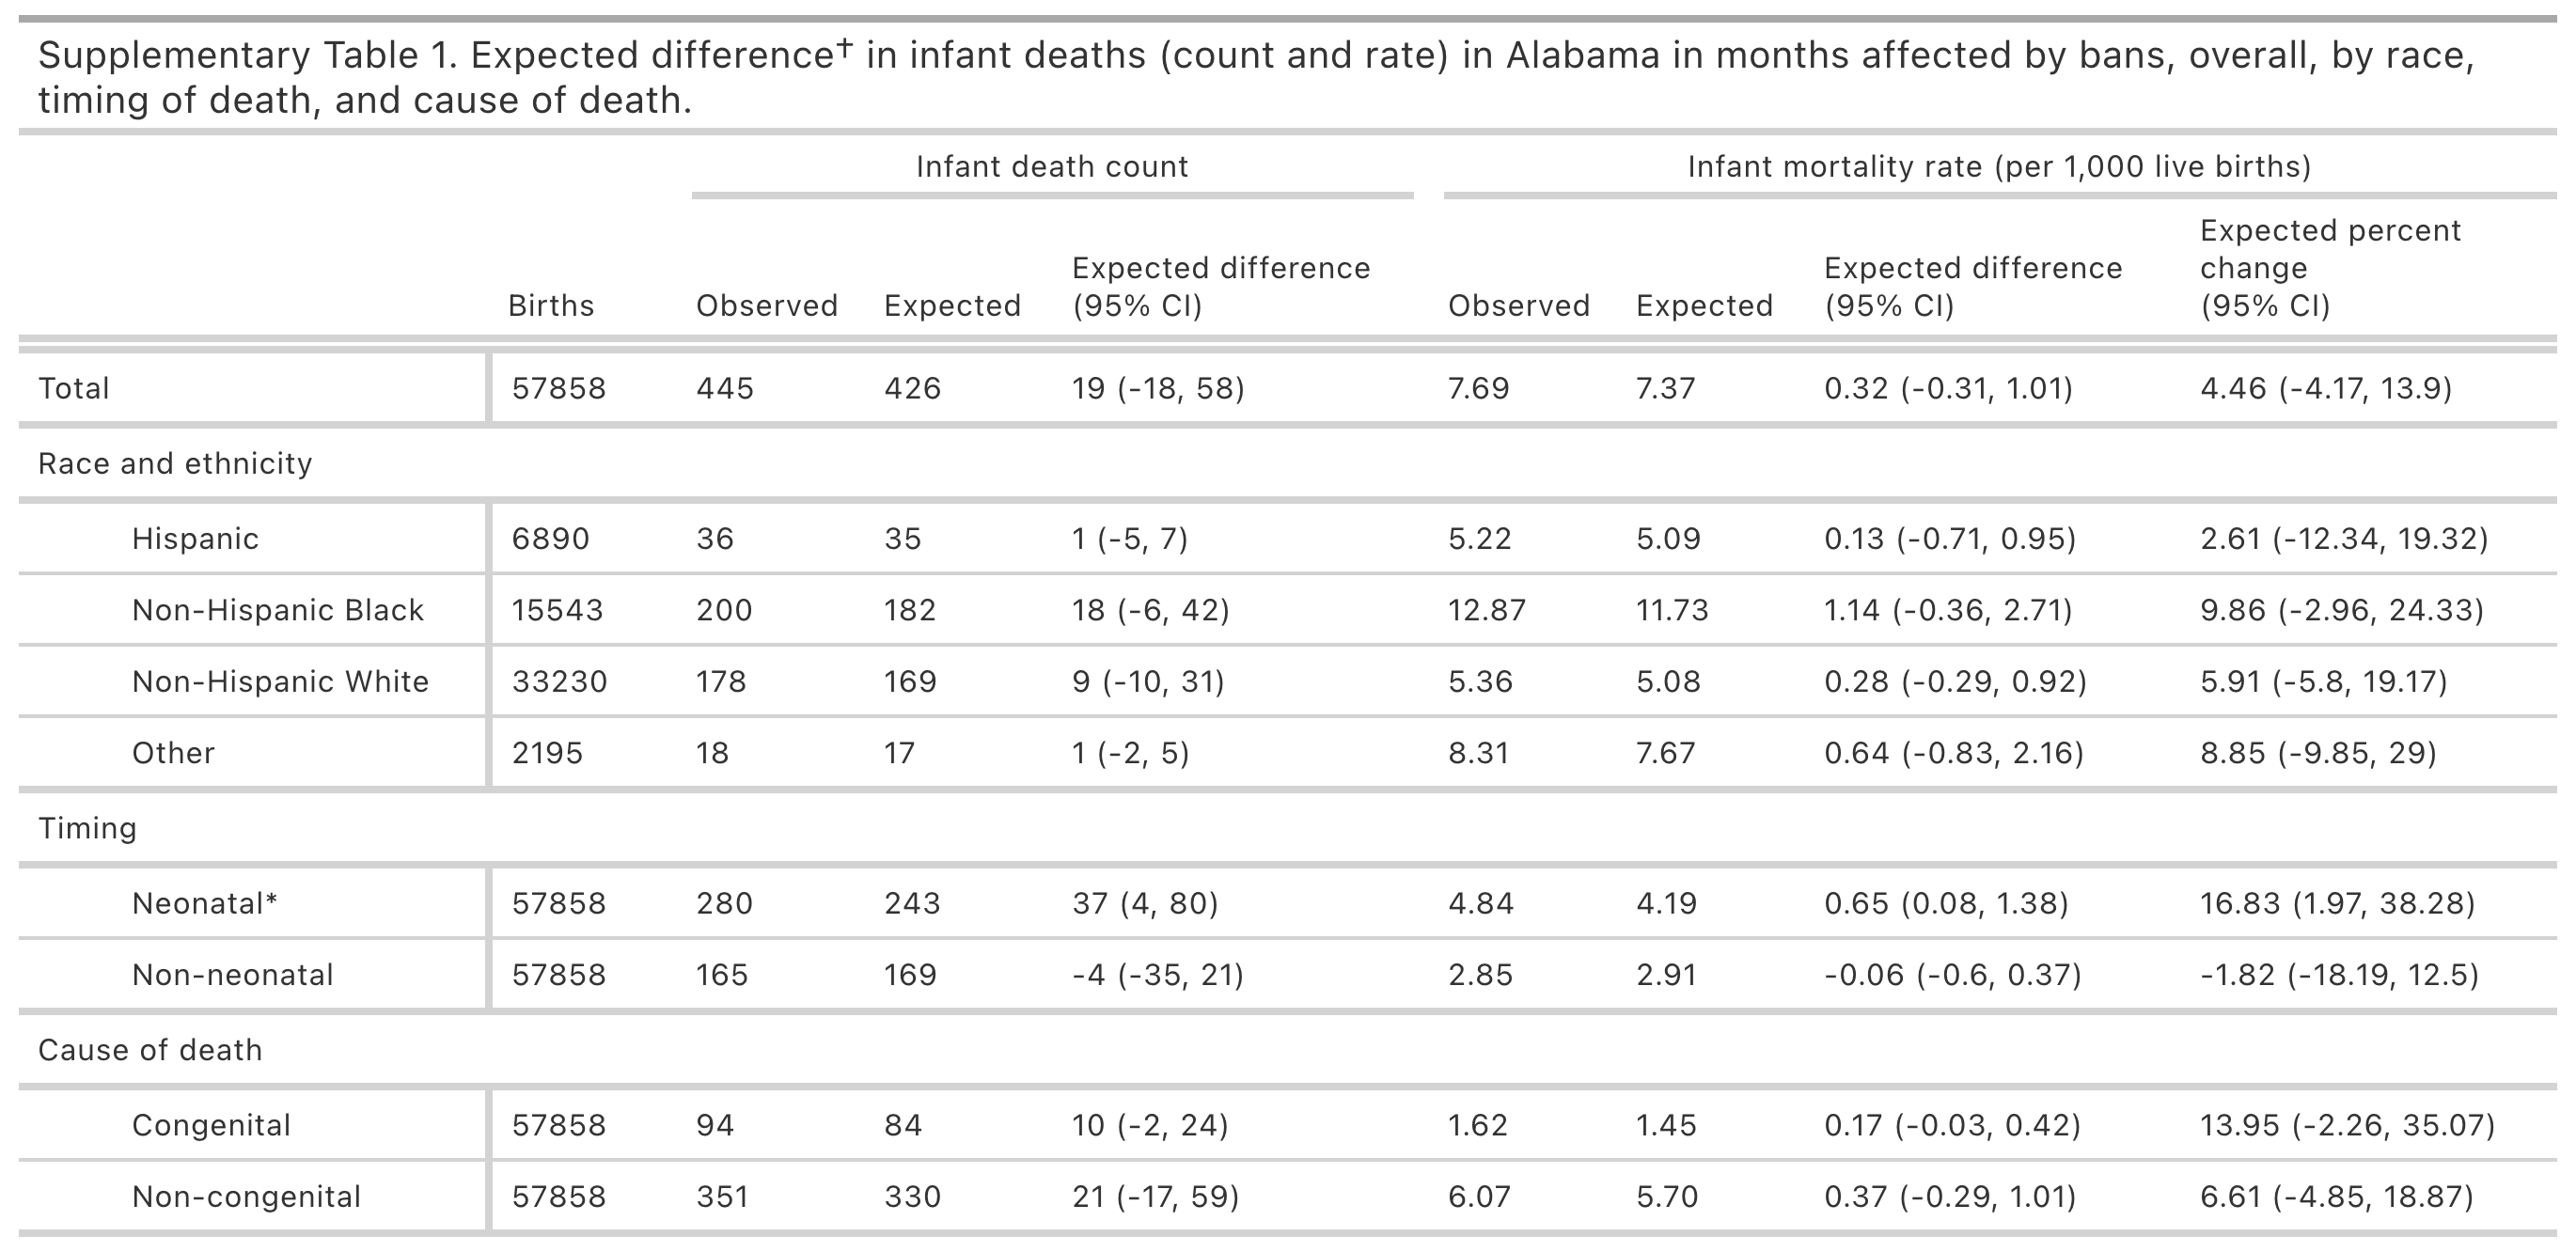 Supplementary Table 1. Expected difference† in infant deaths (count and rate) in Alabama in months affected by bans, overall, by race,
timing of death, and cause of death.
Infant death count Infant mortality rate (per 1,000 live births)
Births Observed Expected Expected difference (95% CI) Observed Expected Expected difference (95% CI) Expected percent change (95% CI)
Total 57858 445 426 19 (-18, 58) 7.69 7.37 0.32 (-0.31, 1.01) 4.46 (-4.17, 13.9)
Race and ethnicity
Hispanic 6890 36 35 1 (-5, 7) 5.22 5.09 0.13 (-0.71, 0.95) 2.61 (-12.34, 19.32)
Non-Hispanic Black 15543 200 182 18 (-6, 42) 12.87 11.73 1.14 (-0.36, 2.71) 9.86 (-2.96, 24.33)
Non-Hispanic White 33230 178 169 9 (-10, 31) 5.36 5.08 0.28 (-0.29, 0.92) 5.91 (-5.8, 19.17)
Other 2195 18 17 1 (-2, 5) 8.31 7.67 0.64 (-0.83, 2.16) 8.85 (-9.85, 29)
Timing
Neonatal* 57858 280 243 37 (4, 80) 4.84 4.19 0.65 (0.08, 1.38) 16.83 (1.97, 38.28)
Non-neonatal 57858 165 169 -4 (-35, 21) 2.85 2.91 -0.06 (-0.6, 0.37) -1.82 (-18.19, 12.5)
Cause of death
Congenital 57858 94 84 10 (-2, 24) 1.62 1.45 0.17 (-0.03, 0.42) 13.95 (-2.26, 35.07)
Non-congenital 57858 351 330 21 (-17, 59) 6.07 5.70 0.37 (-0.29, 1.01) 6.61 (-4.85, 18.87)